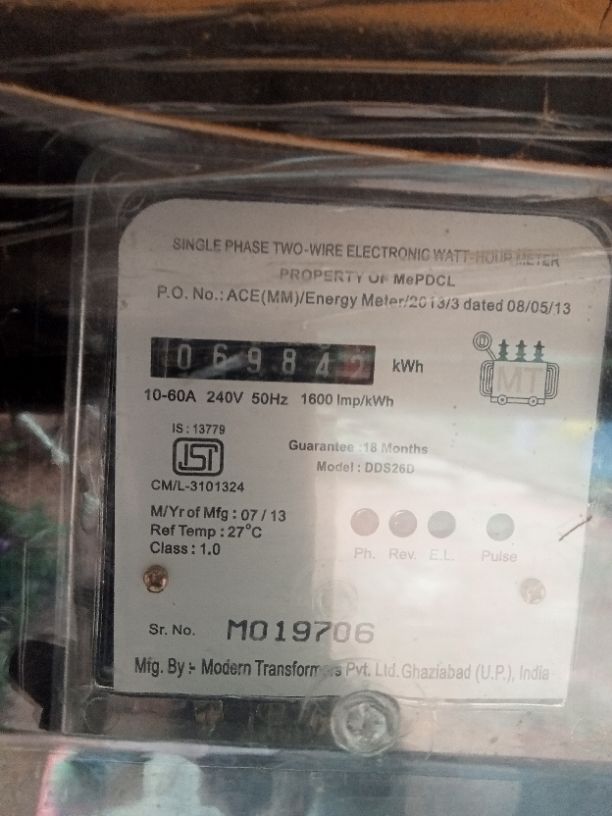 SINGLE PHASE TWO-WIRE ELECTRONIC WATT-HOUR METER
PROPERTY OF MePDCL
P.O. No.: ACE(MM)/Energy Meter/2013/3 dated 08/05/13
069842 kWh
MT
10-60A 240V 50Hz 1600 Imp/kWh
IS : 13779
ISI
CM/L-3101324
Guarantee :18 Months
Model : DDS26D
M/Yr of Mfg : 07 / 13
Ref Temp : 27°C
Class : 1.0
Ph. Rev. E.L. Pulse
Sr. No. M019706
Mfg. By :- Modern Transformers Pvt. Ltd. Ghaziabad (U.P.), India